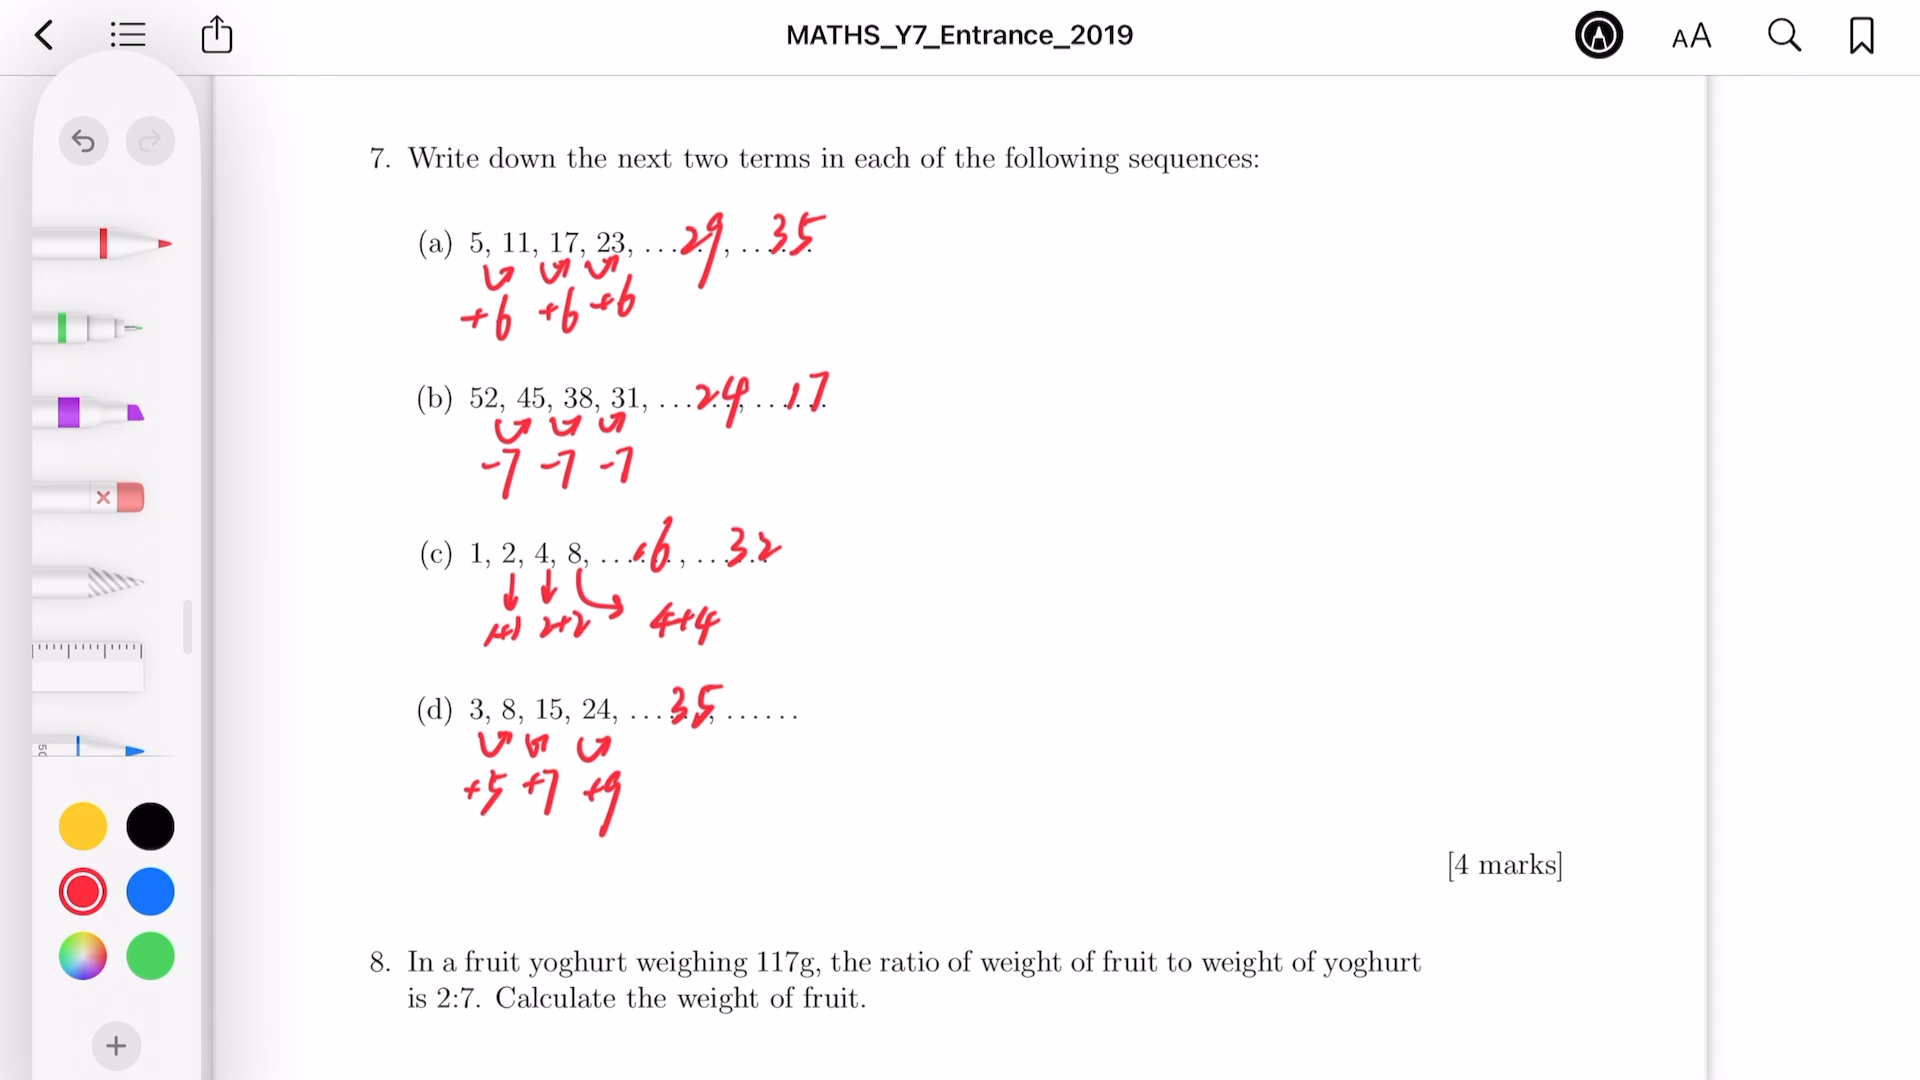 MATHS_Y7_Entrance_2019
AA
7. Write down the next two terms in each of the following sequences:
(a) 5, 11, 17, 23, ...29, ...35
+6 +6 +6
(b) 52, 45, 38, 31, ...24, ...17
-7 -7 -7
(c) 1, 2, 4, 8, ...16, ...32
1+1 2+2 4+4
(d) 3, 8, 15, 24, ...35, ......
+5 +7 +9
[4 marks]
8. In a fruit yoghurt weighing 117g, the ratio of weight of fruit to weight of yoghurt
is 2:7. Calculate the weight of fruit.